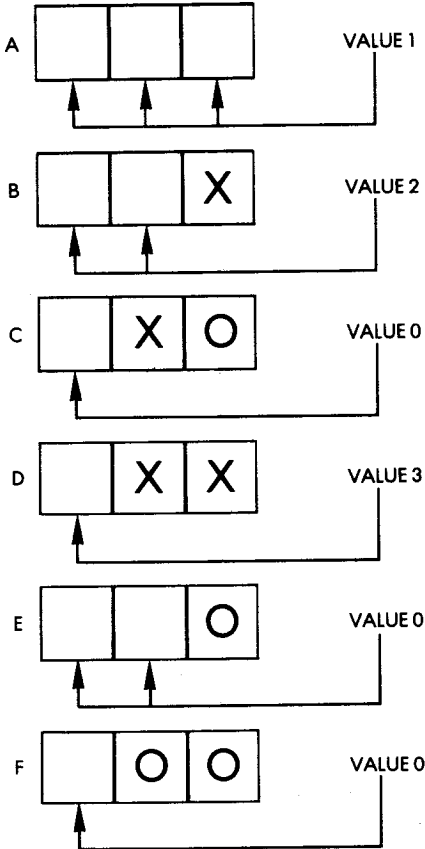 A VALUE 1
B X VALUE 2
C X O VALUE 0
D X X VALUE 3
E O VALUE 0
F O O VALUE 0